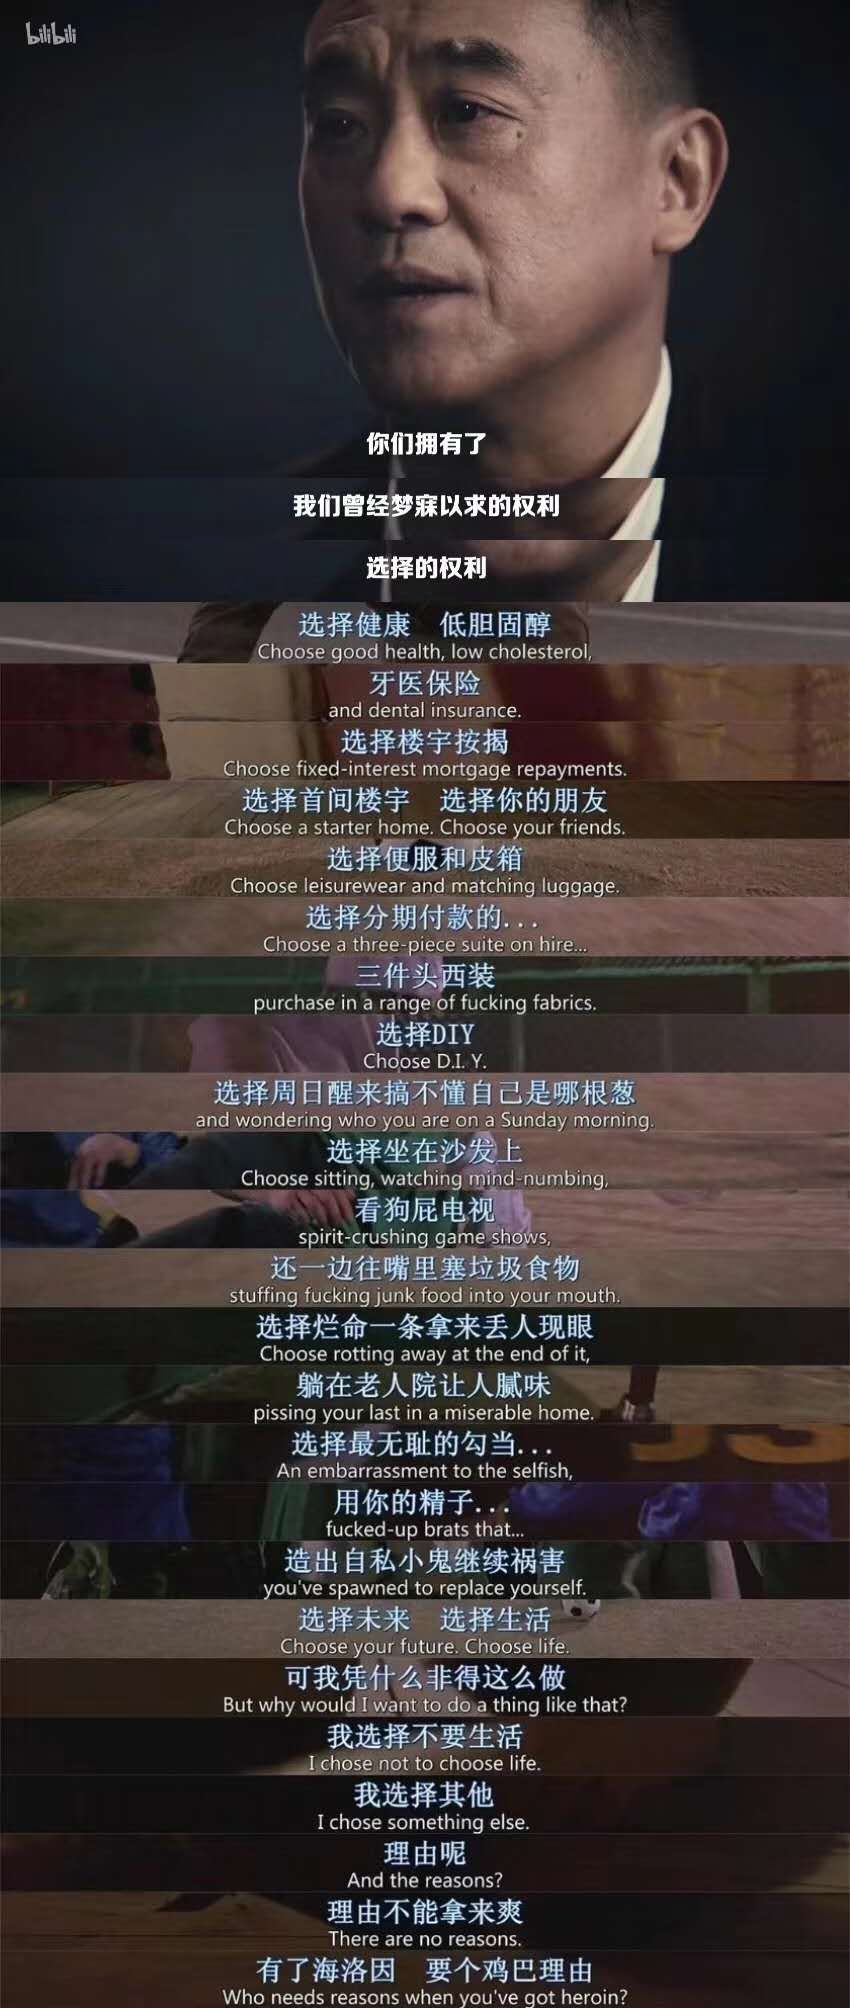 bilibili
你们拥有了
我们曾经梦寐以求的权利
选择的权利
选择健康 低胆固醇
Choose good health, low cholesterol,
牙医保险
and dental insurance.
选择楼宇按揭
Choose fixed-interest mortgage repayments.
选择首间楼宇 选择你的朋友
Choose a starter home. Choose your friends.
选择便服和皮箱
Choose leisurewear and matching luggage.
选择分期付款的...
Choose a three-piece suite on hire...
三件头西装
purchase in a range of fucking fabrics.
选择DIY
Choose D.I. Y.
选择周日醒来搞不懂自己是哪根葱
and wondering who you are on a Sunday morning.
选择坐在沙发上
Choose sitting, watching mind-numbing,
看狗屁电视
spirit-crushing game shows,
还一边往嘴里塞垃圾食物
stuffing fucking junk food into your mouth.
选择烂命一条拿来丢人现眼
Choose rotting away at the end of it,
躺在老人院让人腻味
pissing your last in a miserable home.
选择最无耻的勾当...
An embarrassment to the selfish,
用你的精子...
fucked-up brats that...
造出自私小鬼继续祸害
you've spawned to replace yourself.
选择未来 选择生活
Choose your future. Choose life.
可我凭什么非得这么做
But why would I want to do a thing like that?
我选择不要生活
I chose not to choose life.
我选择其他
I chose something else.
理由呢
And the reasons?
理由不能拿来爽
There are no reasons.
有了海洛因 要个鸡巴理由
Who needs reasons when you've got heroin?